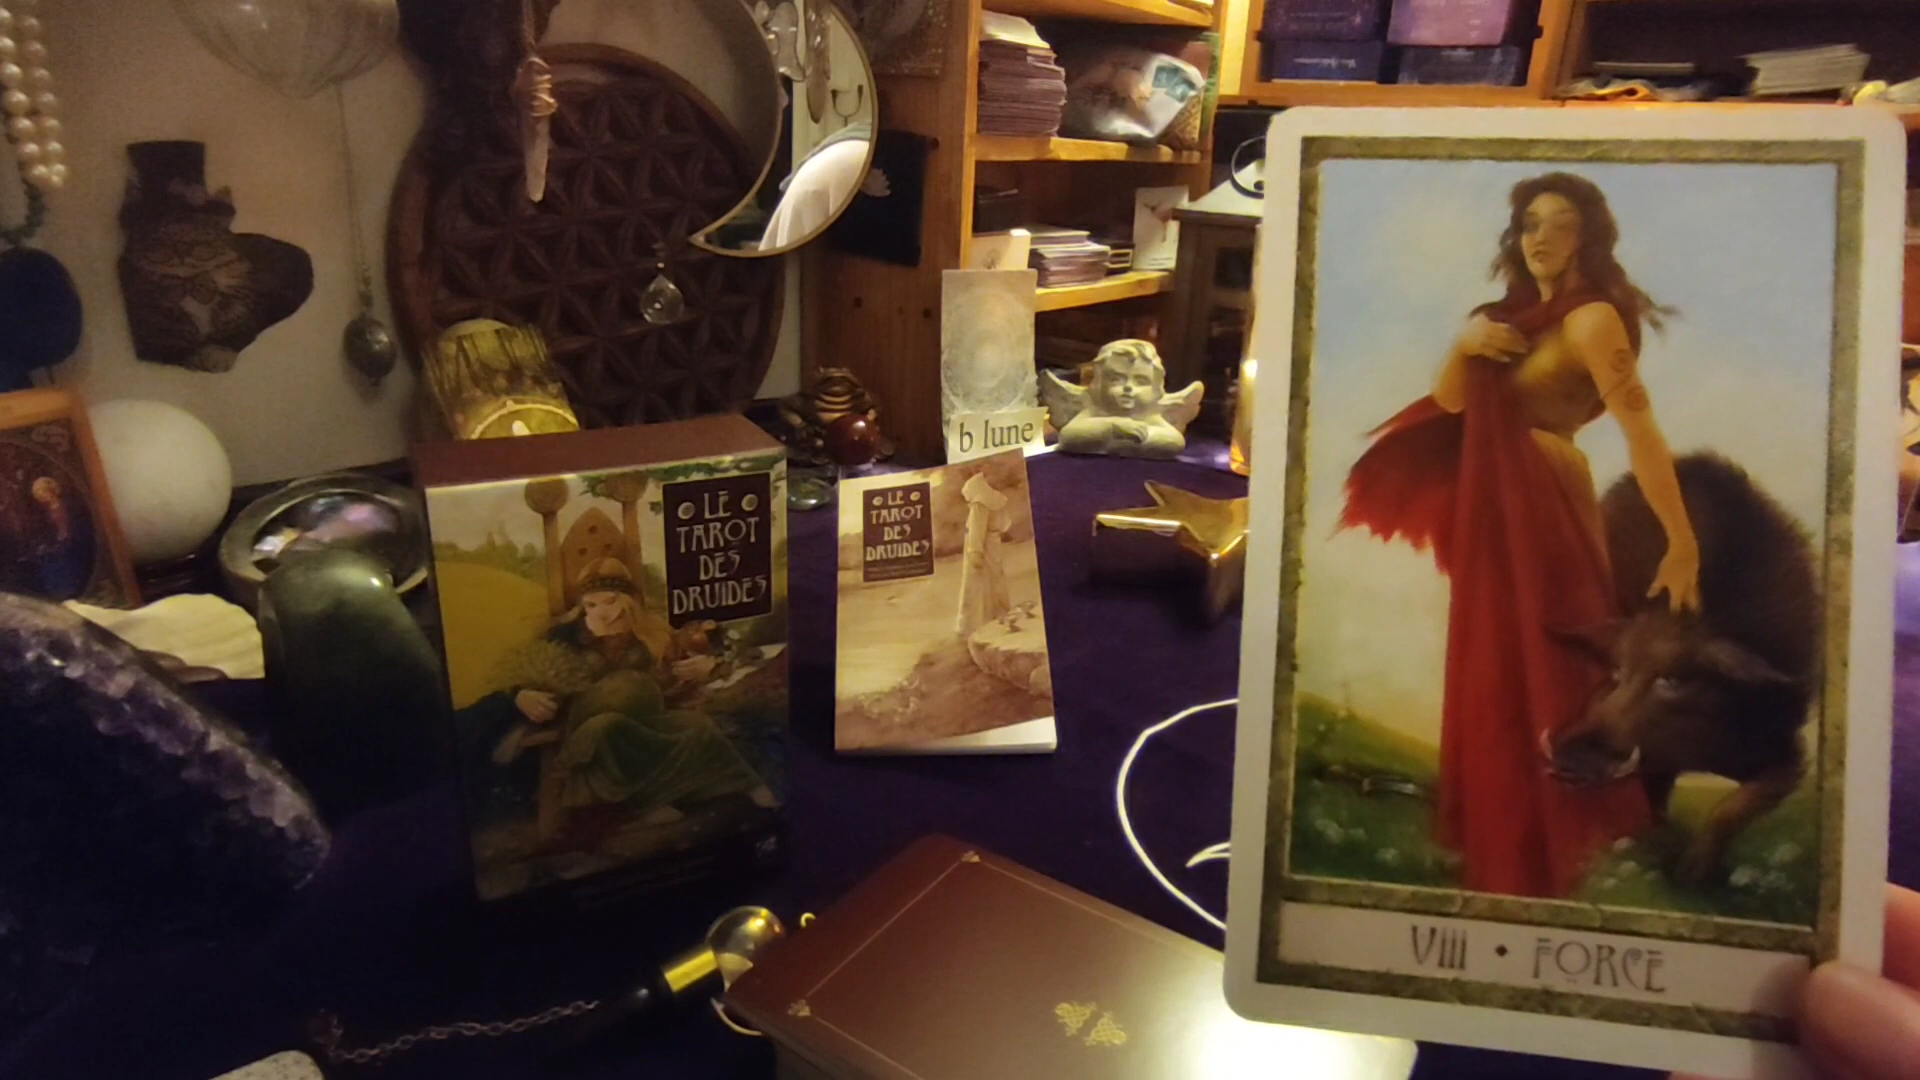 LE
TAROT
DES
DRUIDES
LE
TAROT
DES
DRUIDES
b lune
VIII • FORCE